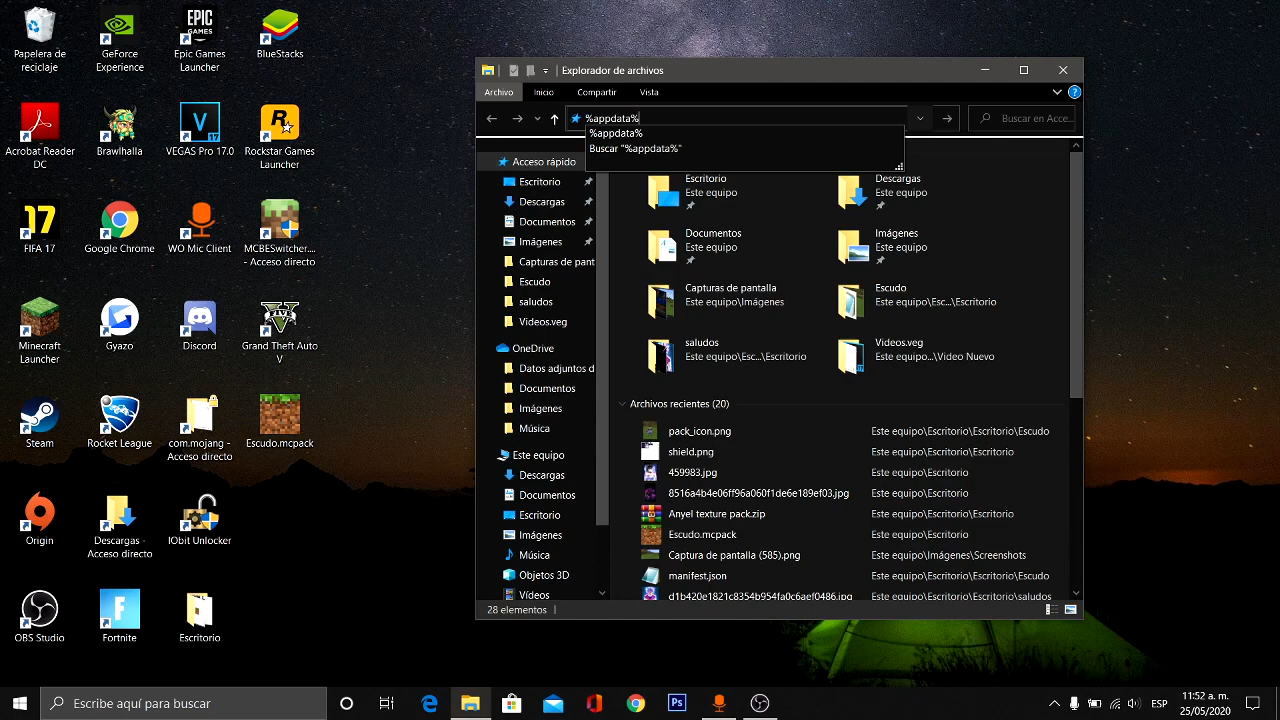 Papelera de
reciclaje
GeForce
Experience
EPIC
GAMES
Epic Games
Launcher
BlueStacks
Acrobat Reader
DC
Brawlhalla
V
VEGAS Pro 17.0
R
Rockstar Games
Launcher
17
FIFA 17
Google Chrome
WO Mic Client
MCBESwitcher....
- Acceso directo
Minecraft
Launcher
Gyazo
Discord
Grand Theft Auto
V
Steam
Rocket League
com.mojang -
Acceso directo
Escudo.mcpack
Origin
Descargas -
Acceso directo
IObit Unlocker
OBS Studio
F
Fortnite
Escritorio
Explorador de archivos
Archivo
Inicio
Compartir
Vista
%appdata%
Buscar en Acce...
%appdata%
Buscar "%appdata%"
Acceso rápido
Escritorio
Descargas
Documentos
Imágenes
Capturas de pant
Escudo
saludos
Videos.veg
OneDrive
Datos adjuntos d
Documentos
Imágenes
Música
Este equipo
Descargas
Documentos
Escritorio
Imágenes
Música
Objetos 3D
Vídeos
Escritorio
Este equipo
Descargas
Este equipo
Documentos
Este equipo
Imágenes
Este equipo
Capturas de pantalla
Este equipo\Imágenes
Escudo
Este equipo\Esc...\Escritorio
saludos
Este equipo\Esc...\Escritorio
Videos.veg
Este equipo\...\Video Nuevo
Archivos recientes (20)
pack_icon.png
Este equipo\Escritorio\Escritorio\Escudo
shield.png
Este equipo\Escritorio\Escritorio
459983.jpg
Este equipo\Escritorio
8516a4b4e06ff96a060f1de6e189ef03.jpg
Este equipo\Escritorio
Anyel texture pack.zip
Este equipo\Escritorio\Escritorio
Escudo.mcpack
Este equipo\Escritorio
Captura de pantalla (585).png
Este equipo\Imágenes\Screenshots
manifest.json
Este equipo\Escritorio\Escritorio\Escudo
d1b420e1821c8354b954fa0c6aef0486.jpg
Este equipo\Escritorio\Escritorio\saludos
28 elementos
Escribe aquí para buscar
Ps
ESP
11:52 a. m.
25/05/2020